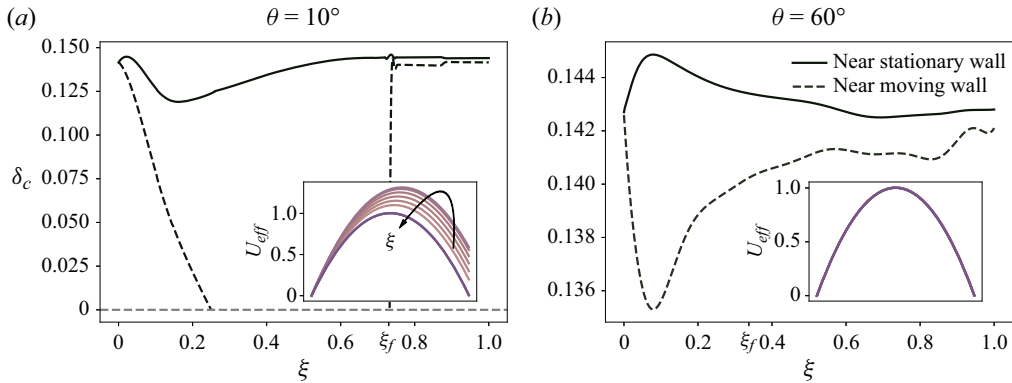 (a) θ = 10°
0.150
0.125
0.100
0.075
0.050
0.025
0
δc
0 0.2 0.4 0.6 ξf 0.8 1.0
ξ
1.0
0.5
0
Ueff
ξ
(b) θ = 60°
0.144
0.142
0.140
0.138
0.136
Near stationary wall
Near moving wall
0 0.2 ξf 0.4 0.6 0.8 1.0
ξ
1.0
0.5
0
Ueff